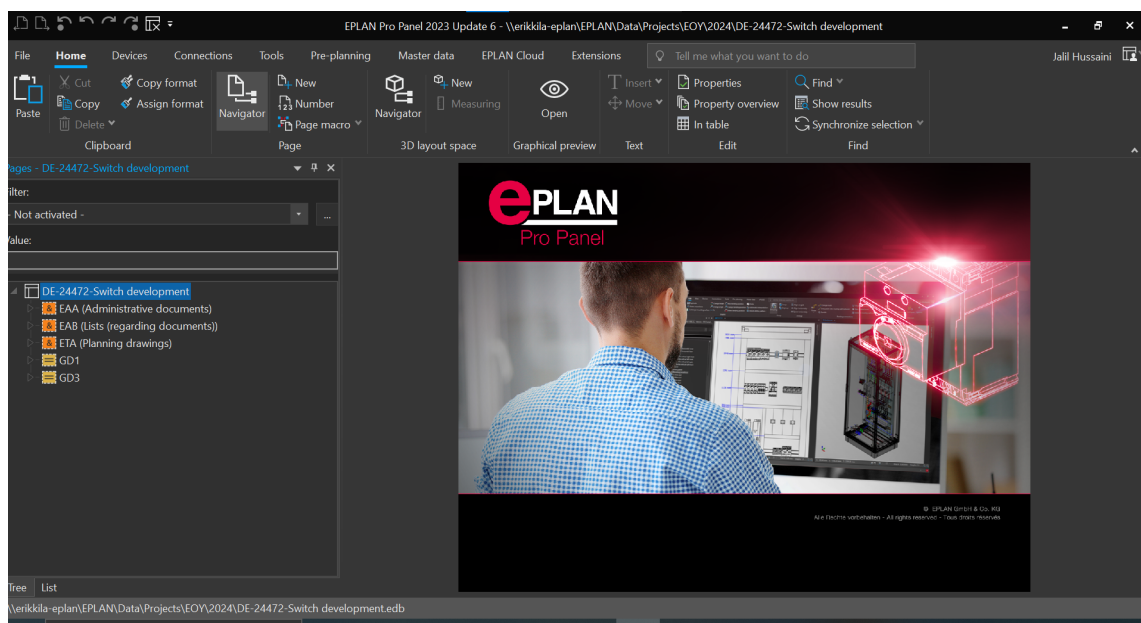 EPLAN Pro Panel 2023 Update 6 - \\erikkila-eplan\EPLAN\Data\Projects\EOY\2024\DE-24472-Switch development
File Home Devices Connections Tools Pre-planning Master data EPLAN Cloud Extensions Tell me what you want to do Jalil Hussaini
Paste
Cut
Copy
Delete
Copy format
Assign format
Clipboard
Navigator
New
Number
Page macro
Page
Navigator
New
Measuring
3D layout space
Open
Graphical preview
Insert
Move
Text
Properties
Property overview
In table
Edit
Find
Show results
Synchronize selection
Find
Pages - DE-24472-Switch development
Filter:
- Not activated -
...
Value:
DE-24472-Switch development
EAA (Administrative documents)
EAB (Lists (regarding documents))
ETA (Planning drawings)
GD1
GD3
Tree List
ePLAN
Pro Panel
© EPLAN GmbH & Co. KG
Alle Rechte vorbehalten - All rights reserved - Tous droits réservés
\\erikkila-eplan\EPLAN\Data\Projects\EOY\2024\DE-24472-Switch development.edb